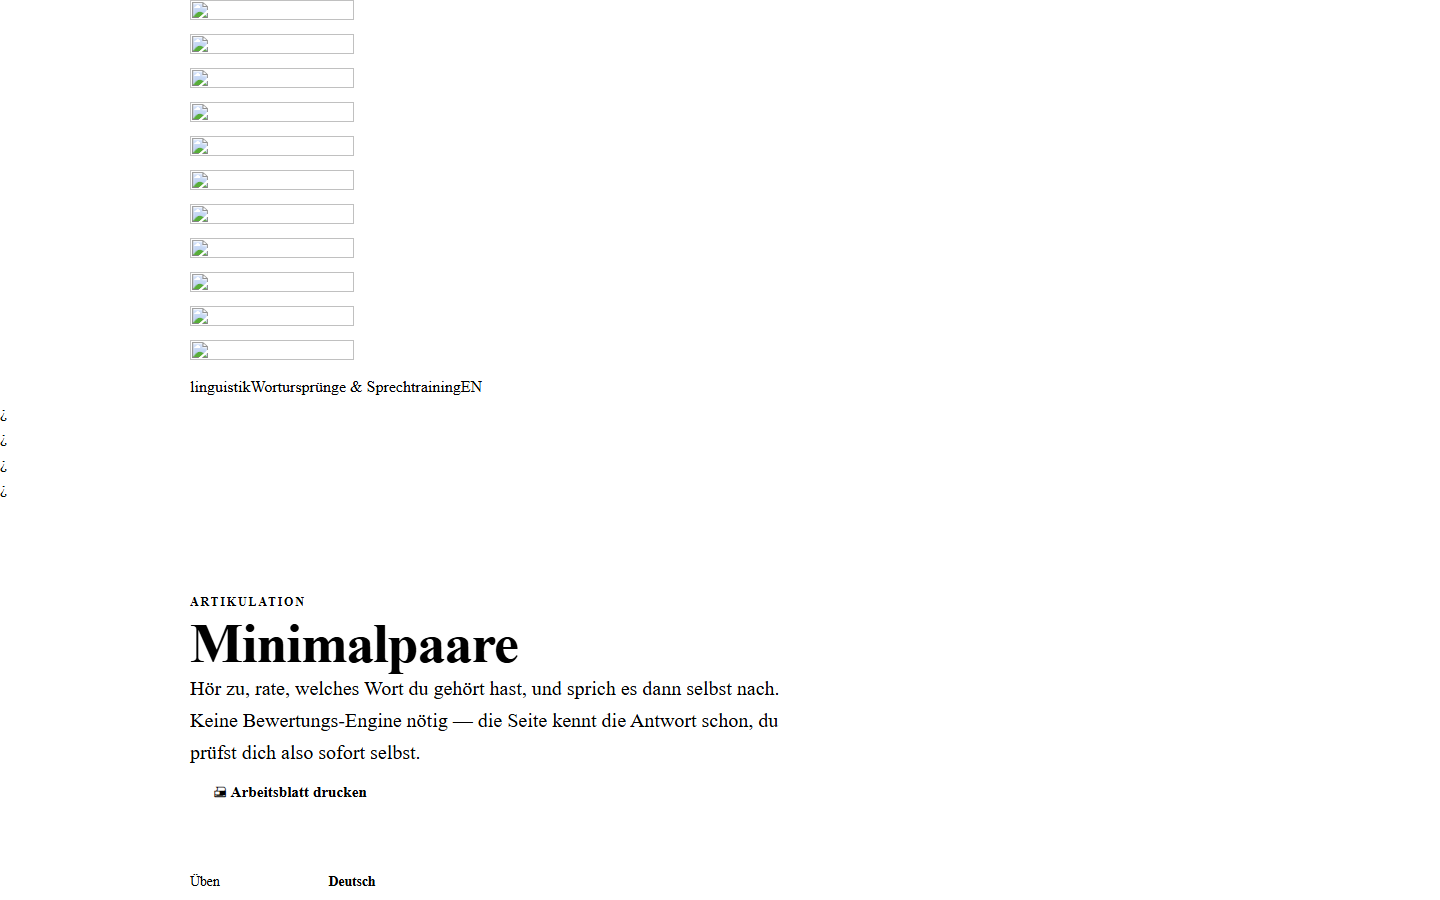 linguistikWortursprünge & SprechtrainingEN
¿
¿
¿
¿
ARTIKULATION
Minimalpaare
Hör zu, rate, welches Wort du gehört hast, und sprich es dann selbst nach.
Keine Bewertungs-Engine nötig — die Seite kennt die Antwort schon, du
prüfst dich also sofort selbst.
Arbeitsblatt drucken
Üben Deutsch